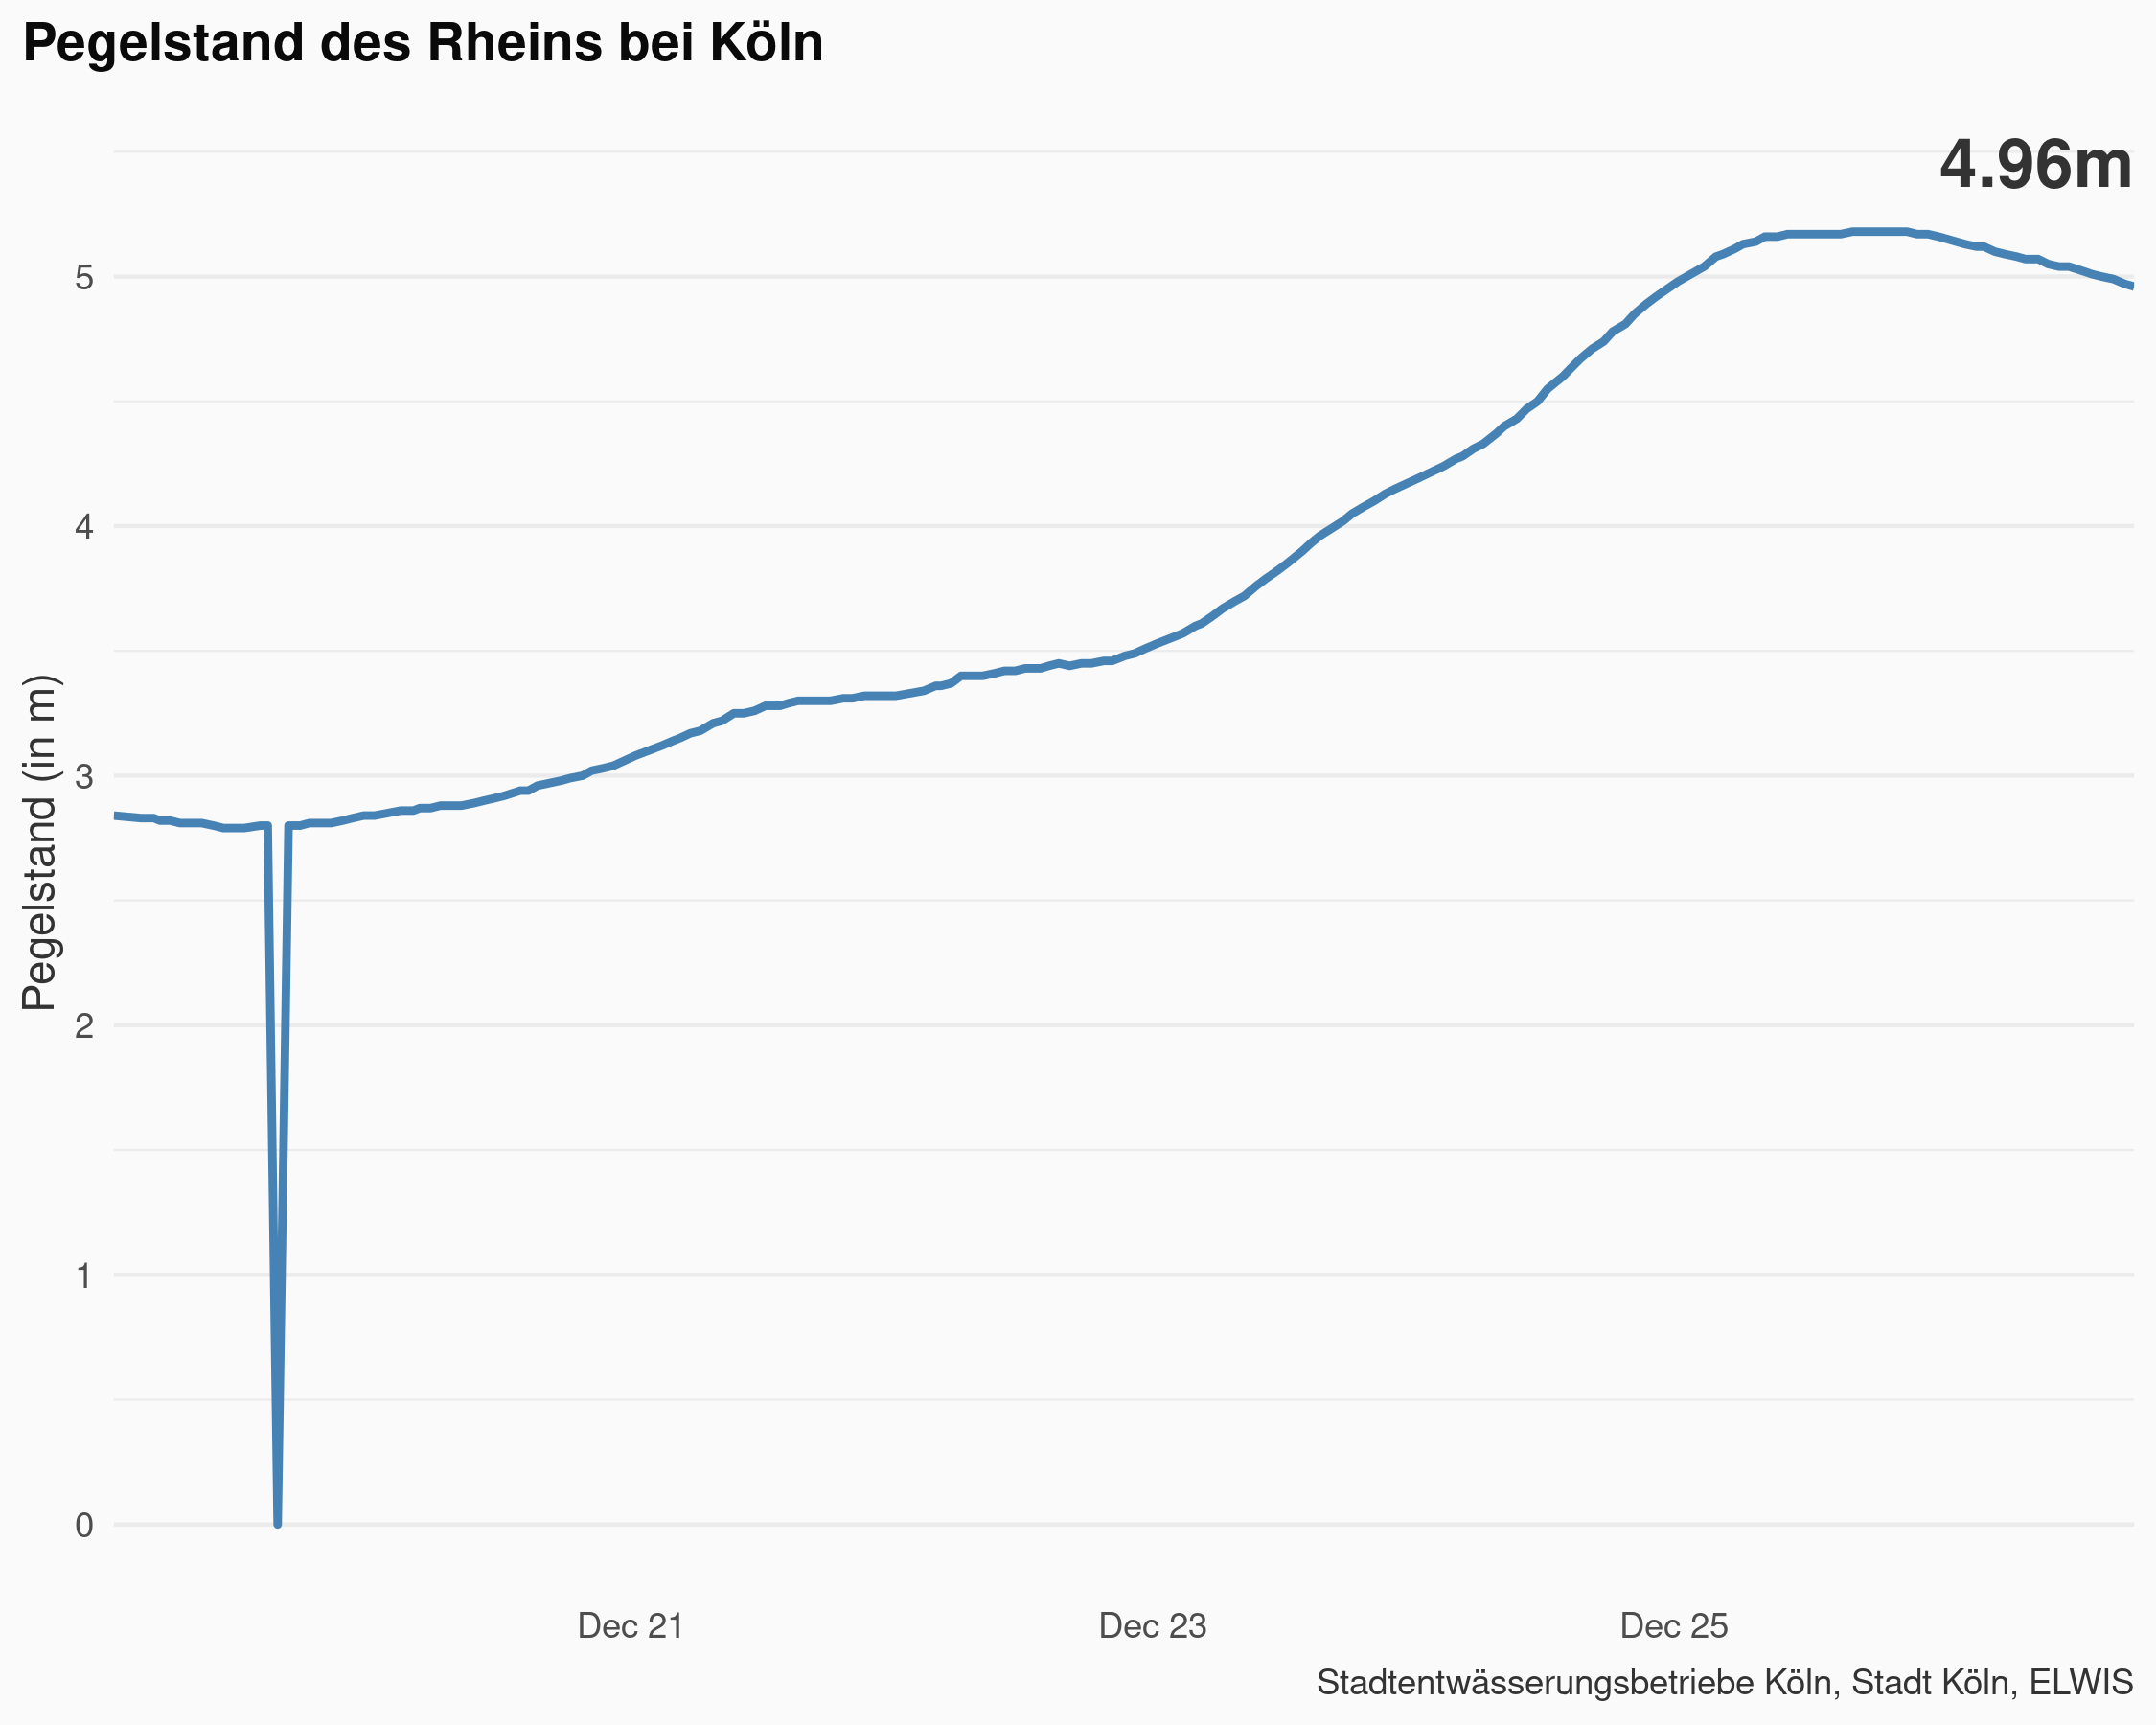 Pegelstand des Rheins bei Köln
4.96m
Pegelstand (in m)
5
4
3
2
1
0
Dec 21
Dec 23
Dec 25
Stadtentwässerungsbetriebe Köln, Stadt Köln, ELWIS